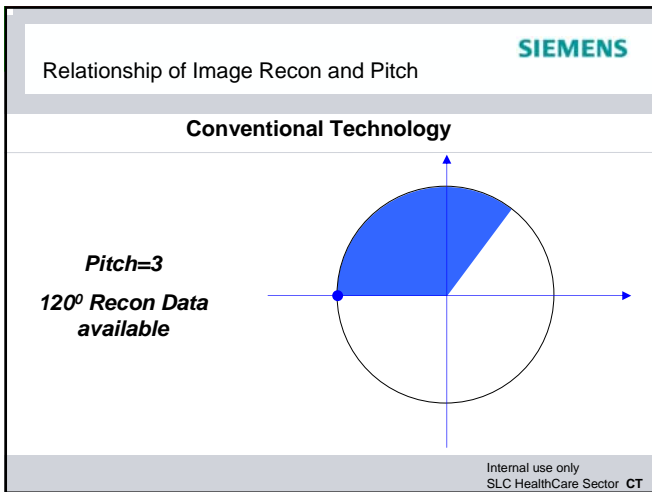 SIEMENS
Relationship of Image Recon and Pitch
Conventional Technology
Pitch=3
120⁰ Recon Data
available
Internal use only
SLC HealthCare Sector CT